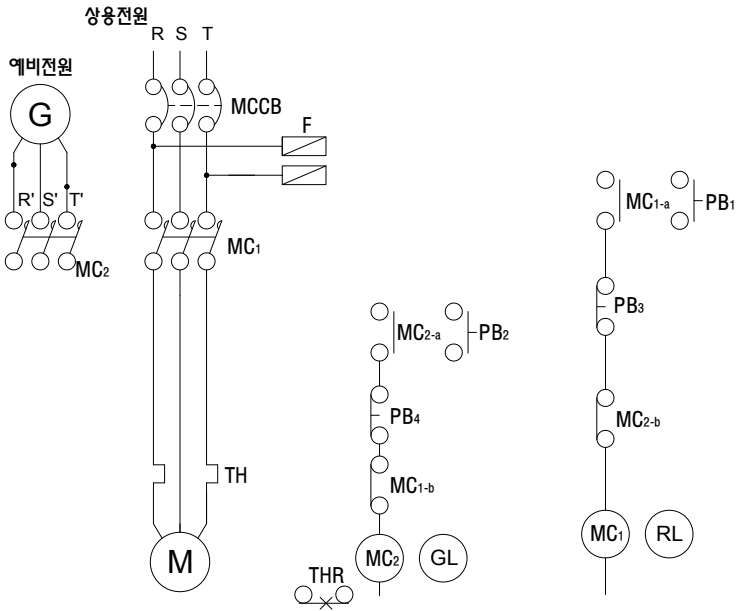 상용전원
R S T
예비전원
G
MCCB
F
R' S' T'
MC₂
MC₁
MC₁₋ₐ
PB₁
PB₃
MC₂₋ₐ
PB₂
PB₄
MC₂-b
TH
MC₁-b
M
MC₂
GL
MC₁
RL
THR